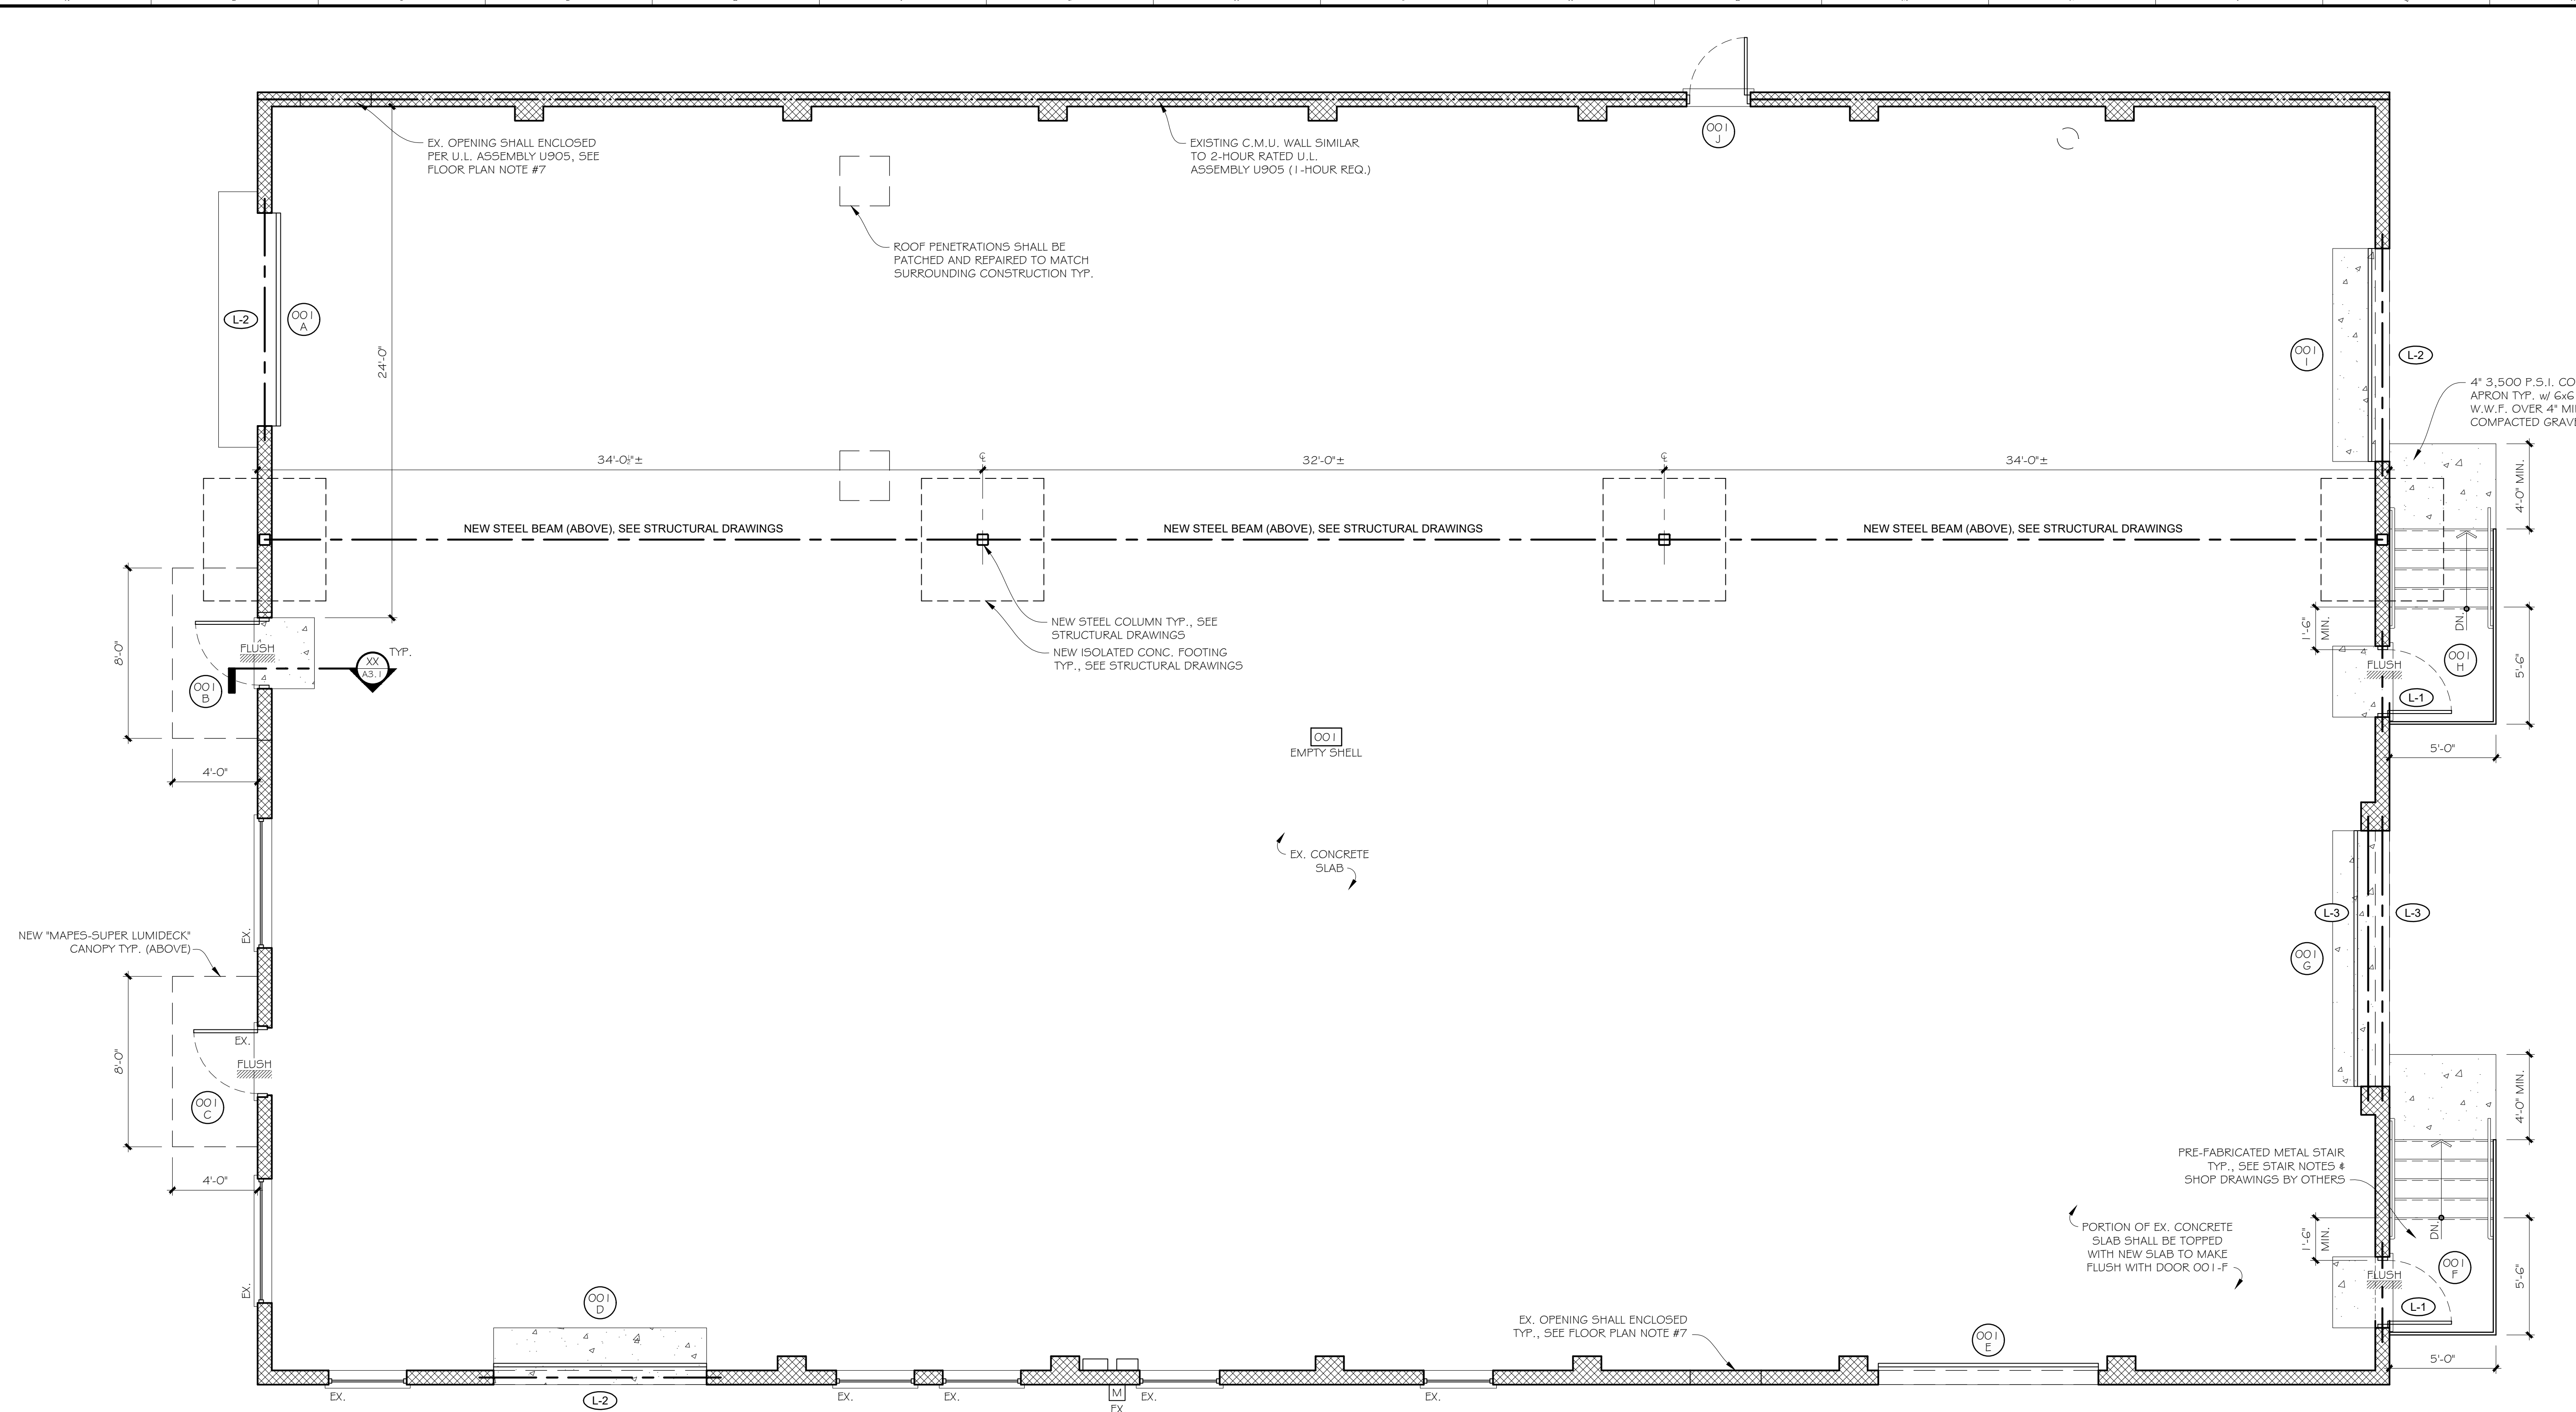 001
J
EX. OPENING SHALL ENCLOSED
PER U.L. ASSEMBLY U905, SEE
FLOOR PLAN NOTE #7
EXISTING C.M.U. WALL SIMILAR
TO 2-HOUR RATED U.L.
ASSEMBLY U905 (1-HOUR REQ.)
ROOF PENETRATIONS SHALL BE
PATCHED AND REPAIRED TO MATCH
SURROUNDING CONSTRUCTION TYP.
L-2
001
A
24'-0"
001
I
L-2
4" 3,500 P.S.I. CO
APRON TYP. w/ 6x6
W.W.F. OVER 4" MI
COMPACTED GRAV
34'-0½"±
℄
32'-0"±
℄
34'-0"±
4'-0" MIN.
NEW STEEL BEAM (ABOVE), SEE STRUCTURAL DRAWINGS
NEW STEEL BEAM (ABOVE), SEE STRUCTURAL DRAWINGS
NEW STEEL BEAM (ABOVE), SEE STRUCTURAL DRAWINGS
NEW STEEL COLUMN TYP., SEE
STRUCTURAL DRAWINGS
NEW ISOLATED CONC. FOOTING
TYP., SEE STRUCTURAL DRAWINGS
8'-0"
FLUSH
XX
A3.1
TYP.
001
B
1'-6"
MIN.
DN.
FLUSH
001
H
L-1
5'-6"
001
EMPTY SHELL
5'-0"
4'-0"
EX. CONCRETE
SLAB
EX.
L-3
L-3
001
G
NEW "MAPES-SUPER LUMIDECK"
CANOPY TYP. (ABOVE)
8'-0"
EX.
FLUSH
001
C
4'-0"
4'-0" MIN.
PRE-FABRICATED METAL STAIR
TYP., SEE STAIR NOTES &
SHOP DRAWINGS BY OTHERS
PORTION OF EX. CONCRETE
SLAB SHALL BE TOPPED
WITH NEW SLAB TO MAKE
FLUSH WITH DOOR 001-F
1'-6"
MIN.
DN.
FLUSH
001
F
L-1
5'-6"
EX.
001
D
EX. OPENING SHALL ENCLOSED
TYP., SEE FLOOR PLAN NOTE #7
001
E
5'-0"
EX.
L-2
EX.
EX.
M
EX
EX.
EX.